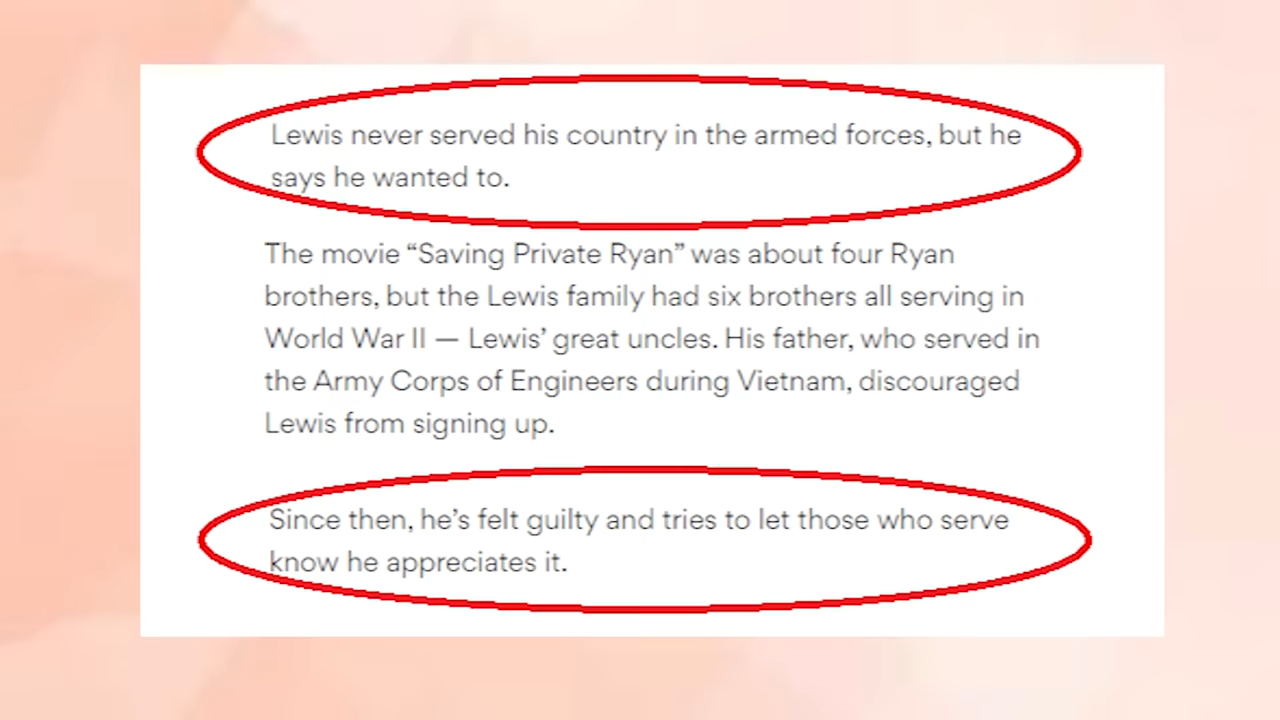 Lewis never served his country in the armed forces, but he
says he wanted to.
The movie “Saving Private Ryan” was about four Ryan
brothers, but the Lewis family had six brothers all serving in
World War II — Lewis’ great uncles. His father, who served in
the Army Corps of Engineers during Vietnam, discouraged
Lewis from signing up.
Since then, he’s felt guilty and tries to let those who serve
know he appreciates it.